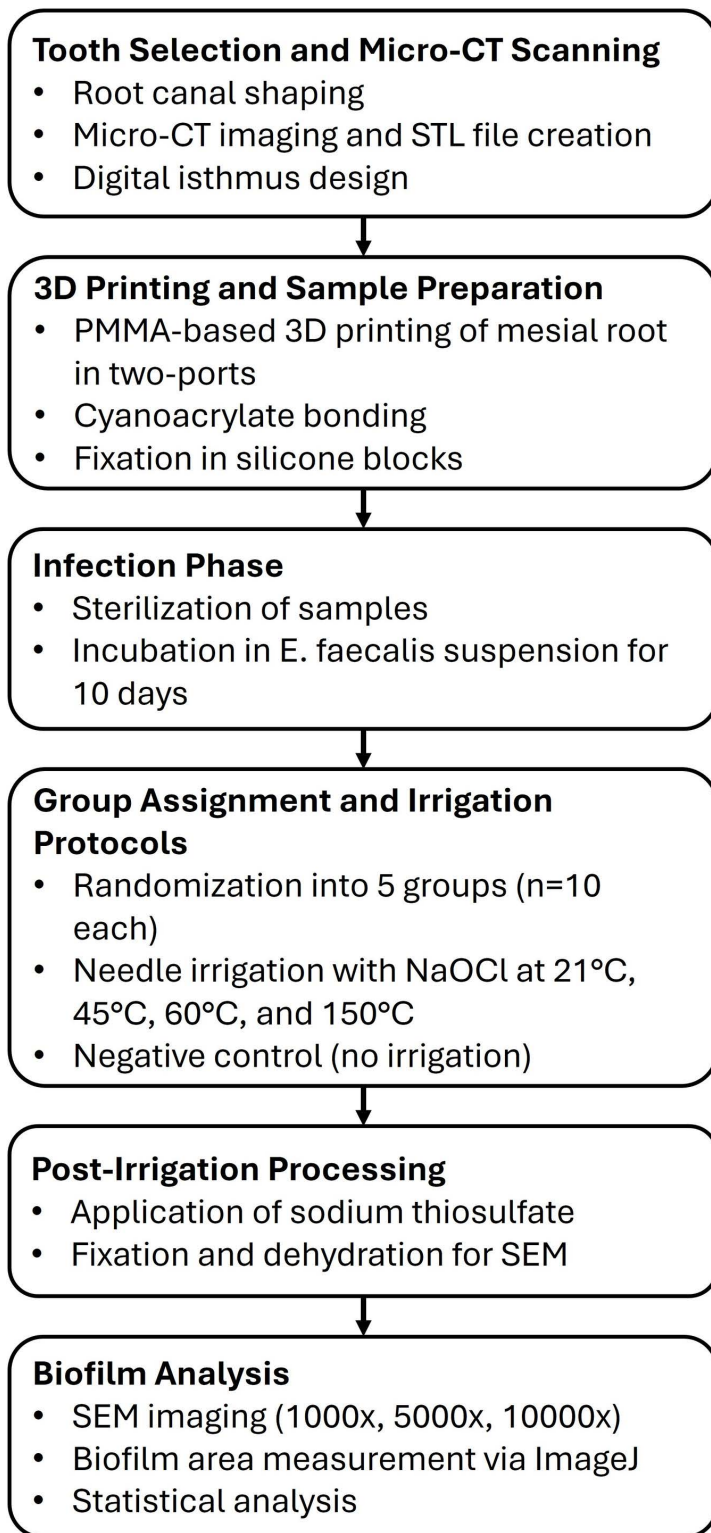 Tooth Selection and Micro-CT Scanning
• Root canal shaping
• Micro-CT imaging and STL file creation
• Digital isthmus design
3D Printing and Sample Preparation
• PMMA-based 3D printing of mesial root
in two-ports
• Cyanoacrylate bonding
• Fixation in silicone blocks
Infection Phase
• Sterilization of samples
• Incubation in E. faecalis suspension for
10 days
Group Assignment and Irrigation
Protocols
• Randomization into 5 groups (n=10
each)
• Needle irrigation with NaOCl at 21°C,
45°C, 60°C, and 150°C
• Negative control (no irrigation)
Post-Irrigation Processing
• Application of sodium thiosulfate
• Fixation and dehydration for SEM
Biofilm Analysis
• SEM imaging (1000x, 5000x, 10000x)
• Biofilm area measurement via ImageJ
• Statistical analysis